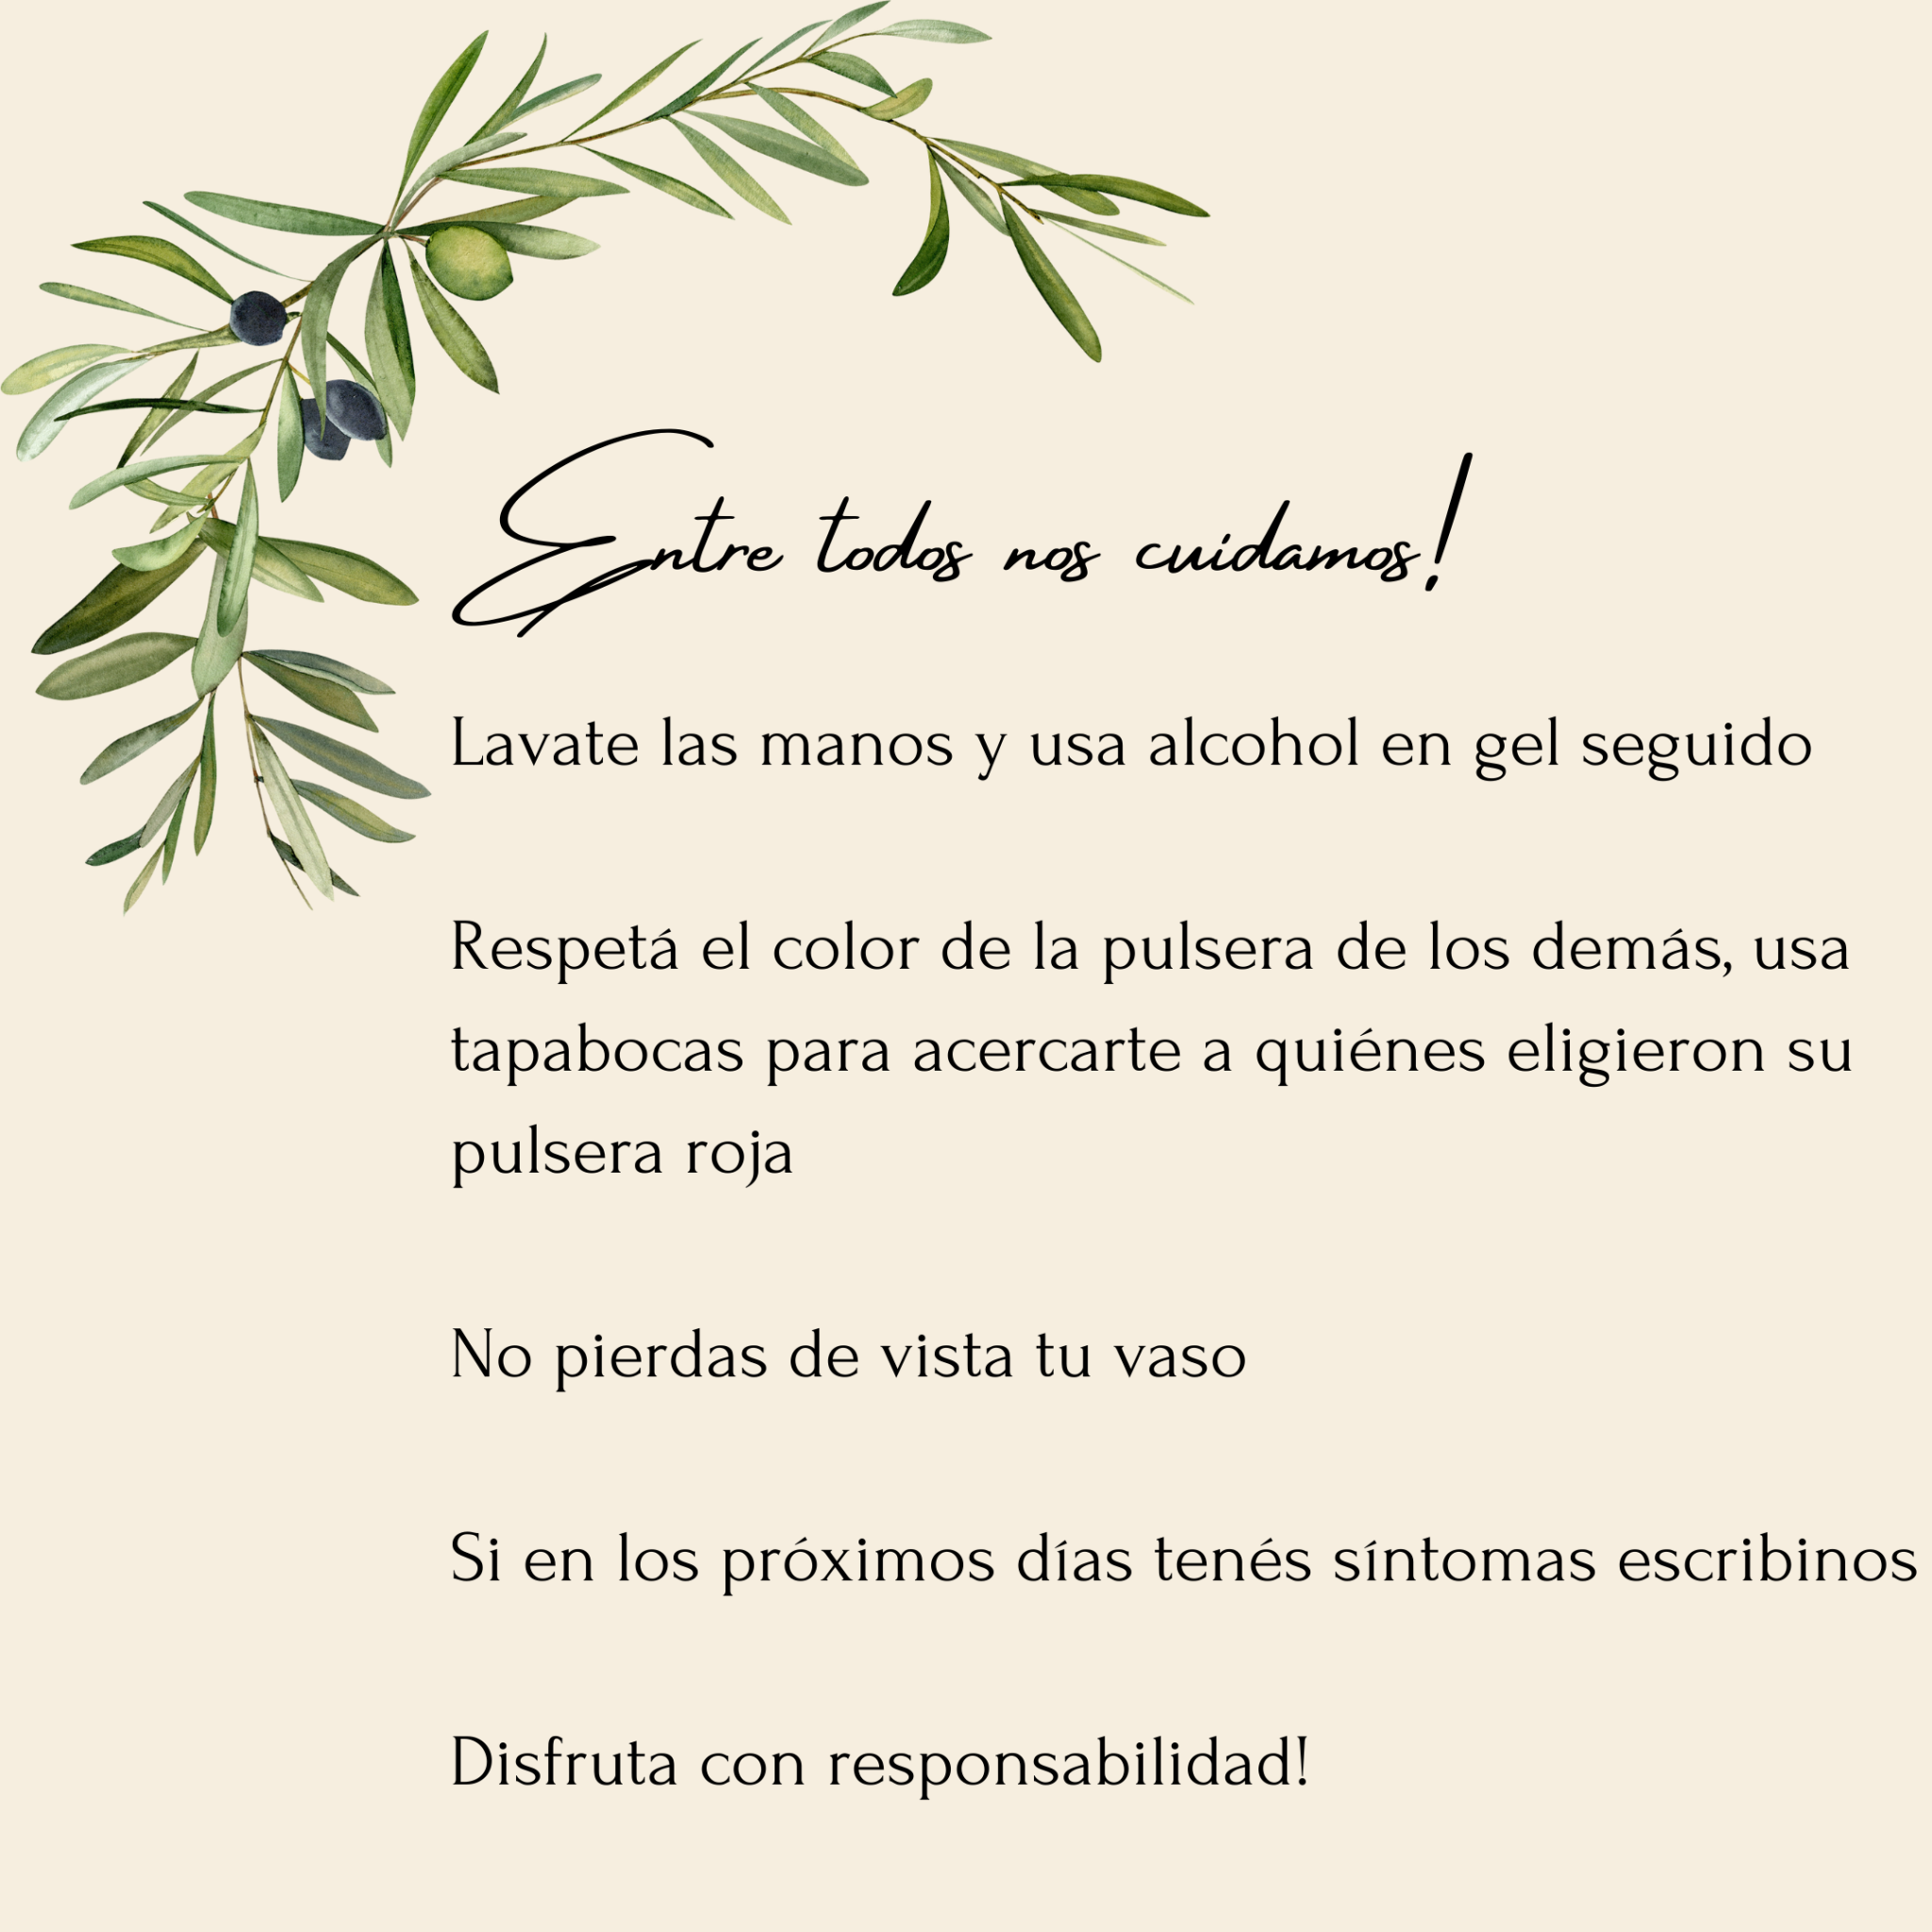 Entre todos nos cuidamos!
Lavate las manos y usa alcohol en gel seguido
Respetá el color de la pulsera de los demás, usa
tapabocas para acercarte a quiénes eligieron su
pulsera roja
No pierdas de vista tu vaso
Si en los próximos días tenés síntomas escribinos
Disfruta con responsabilidad!